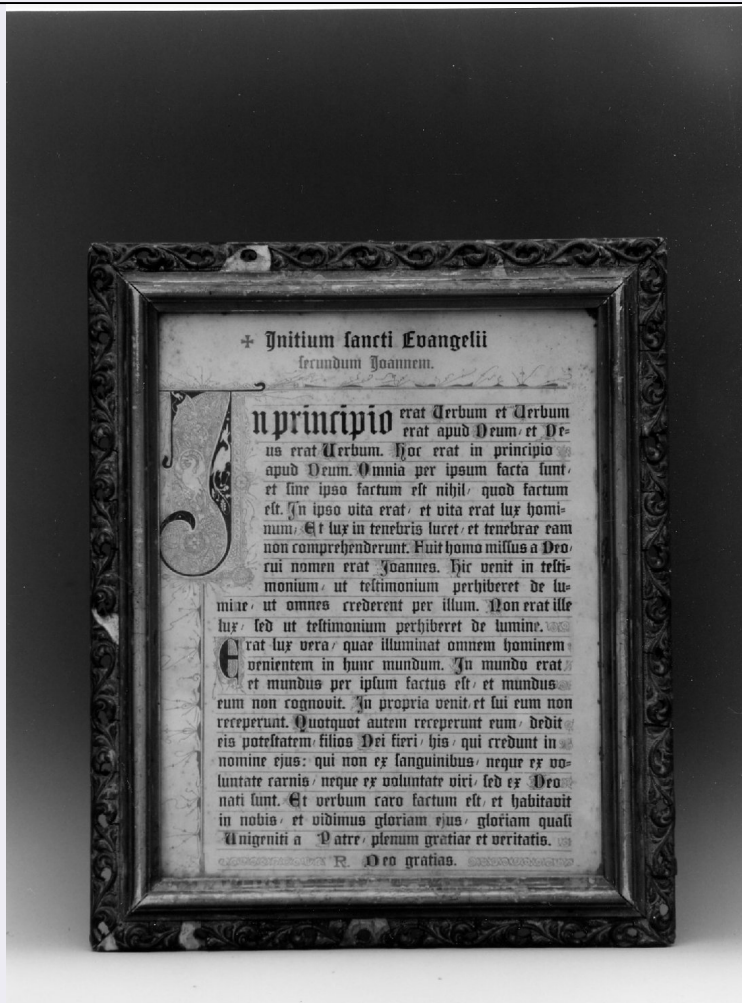 ✠ Initium sancti Evangelii
secundum Joannem.
In principio erat Verbum et Verbum
erat apud Deum, et De=
us erat Verbum. Hoc erat in principio
apud Deum. Omnia per ipsum facta sunt,
et sine ipso factum est nihil, quod factum
est. In ipso vita erat, et vita erat lux homi=
num, Et lux in tenebris lucet, et tenebrae eam
non comprehenderunt. Fuit homo missus a Deo,
cui nomen erat Joannes. Hic venit in testi=
monium, ut testimonium perhiberet de lu=
mine, ut omnes crederent per illum. Non erat ille
lux, sed ut testimonium perhiberet de lumine.
Erat lux vera, quae illuminat omnem hominem
venientem in hunc mundum. In mundo erat,
et mundus per ipsum factus est, et mundus
eum non cognovit. In propria venit, et sui eum non
receperunt. Quotquot autem receperunt eum, dedit
eis potestatem, filios Dei fieri, his, qui credunt in
nomine ejus: qui non ex sanguinibus, neque ex vo=
luntate carnis, neque ex voluntate viri, sed ex Deo
nati sunt. Et verbum caro factum est, et habitavit
in nobis, et vidimus gloriam ejus, gloriam quasi
Unigeniti a Patre, plenum gratiae et veritatis.
R. Deo gratias.